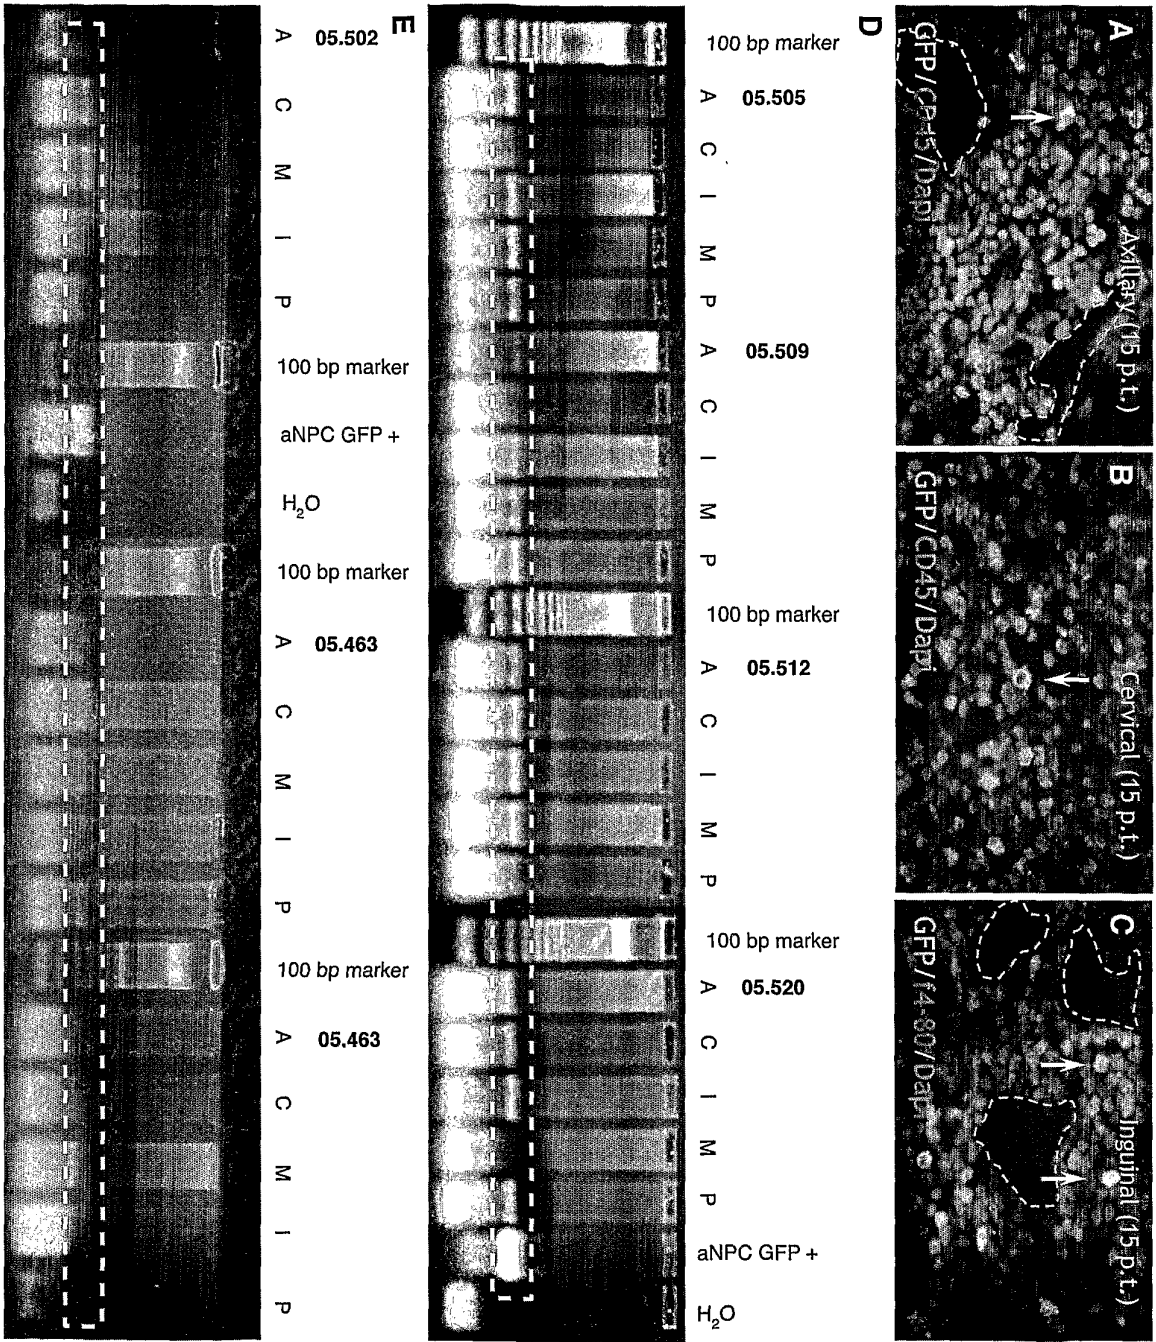 A
Axillary (15 p.t.)
GFP/CD45/Dapi
B
Cervical (15 p.t.)
GFP/CD45/Dapi
C
Inguinal (15 p.t.)
GFP/f4-80/Dapi
D
100 bp marker
05.505
A C I M P
05.509
A C I M P
100 bp marker
05.512
A C I M P
100 bp marker
05.520
A C I M P
aNPC GFP +
H₂O
E
05.502
A C M I P
100 bp marker
aNPC GFP +
H₂O
100 bp marker
05.463
A C M I P
100 bp marker
05.463
A C M I P